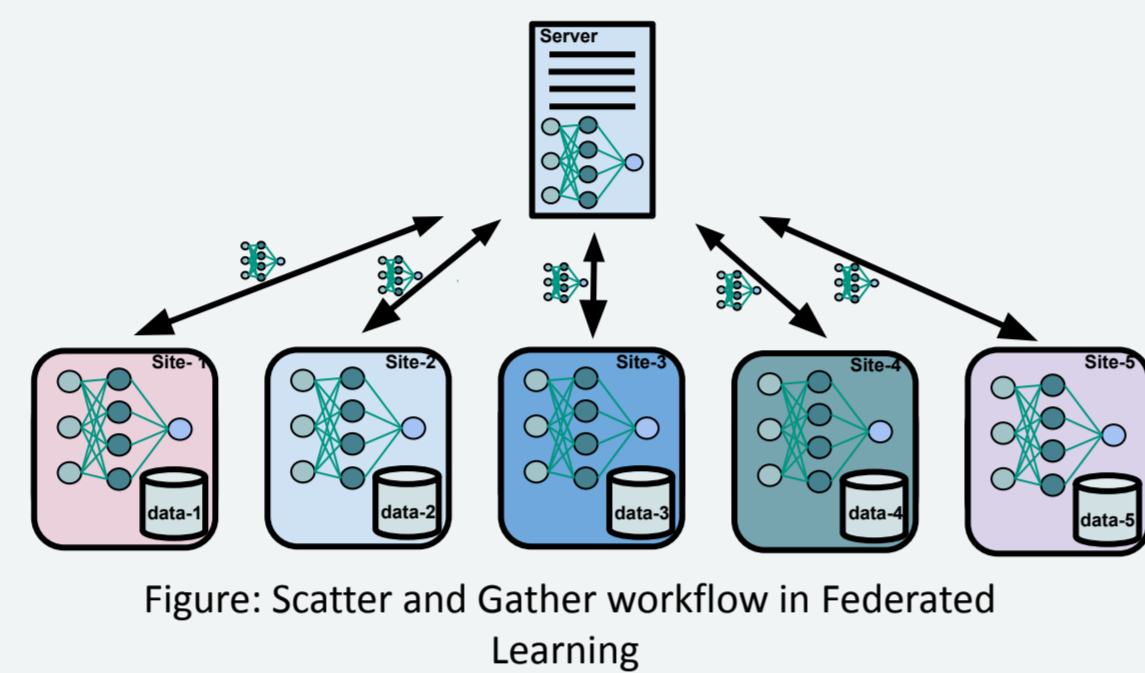 Server
Site- 1
Site-2
Site-3
Site-4
Site-5
data-1
data-2
data-3
data-4
data-5
Figure: Scatter and Gather workflow in Federated
Learning